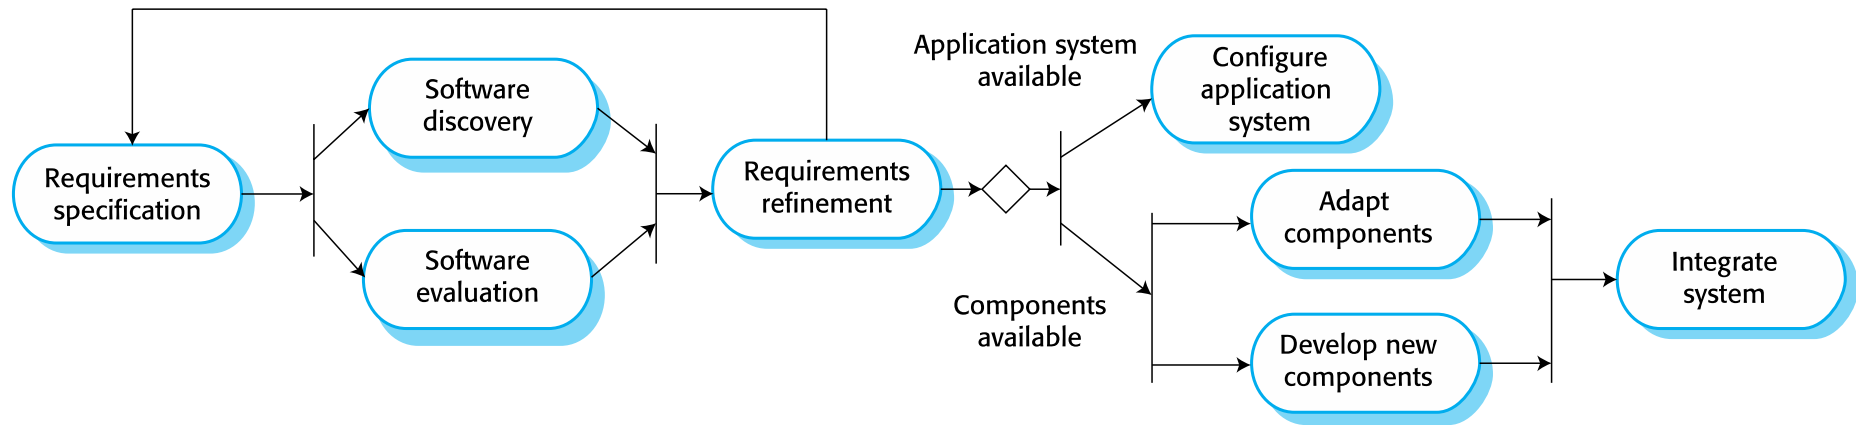 Requirements
specification
Software
discovery
Software
evaluation
Requirements
refinement
Application system
available
Configure
application
system
Components
available
Adapt
components
Develop new
components
Integrate
system